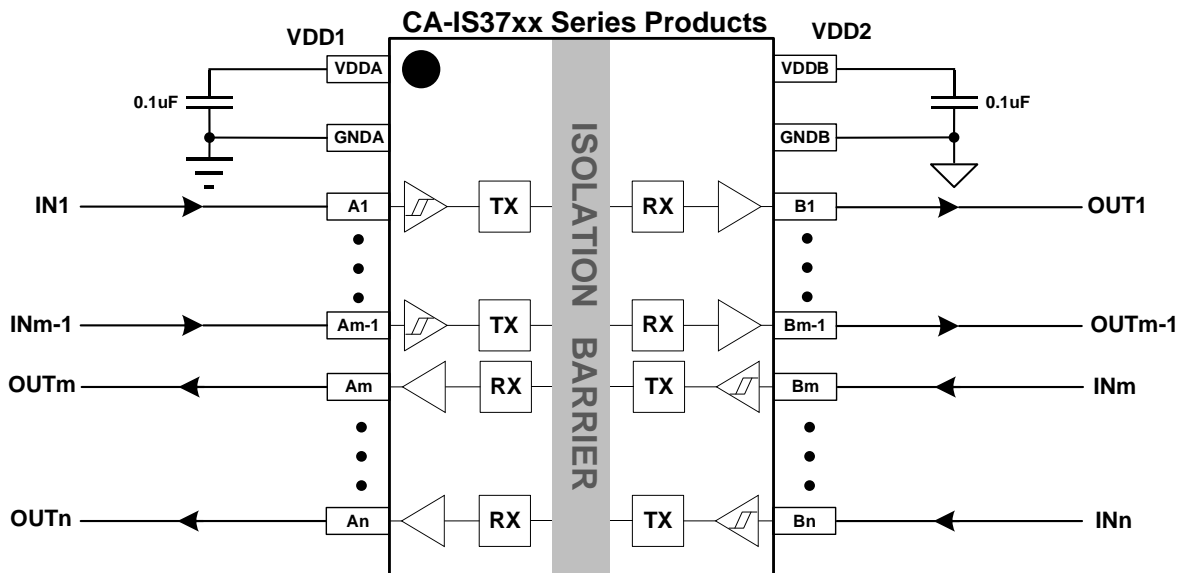 CA-IS37xx Series Products
VDD1
VDD2
VDDA
VDDB
0.1uF
0.1uF
GNDA
GNDB
ISOLATION BARRIER
IN1
A1
TX
RX
B1
OUT1
INm-1
Am-1
TX
RX
Bm-1
OUTm-1
OUTm
Am
RX
TX
Bm
INm
OUTn
An
RX
TX
Bn
INn